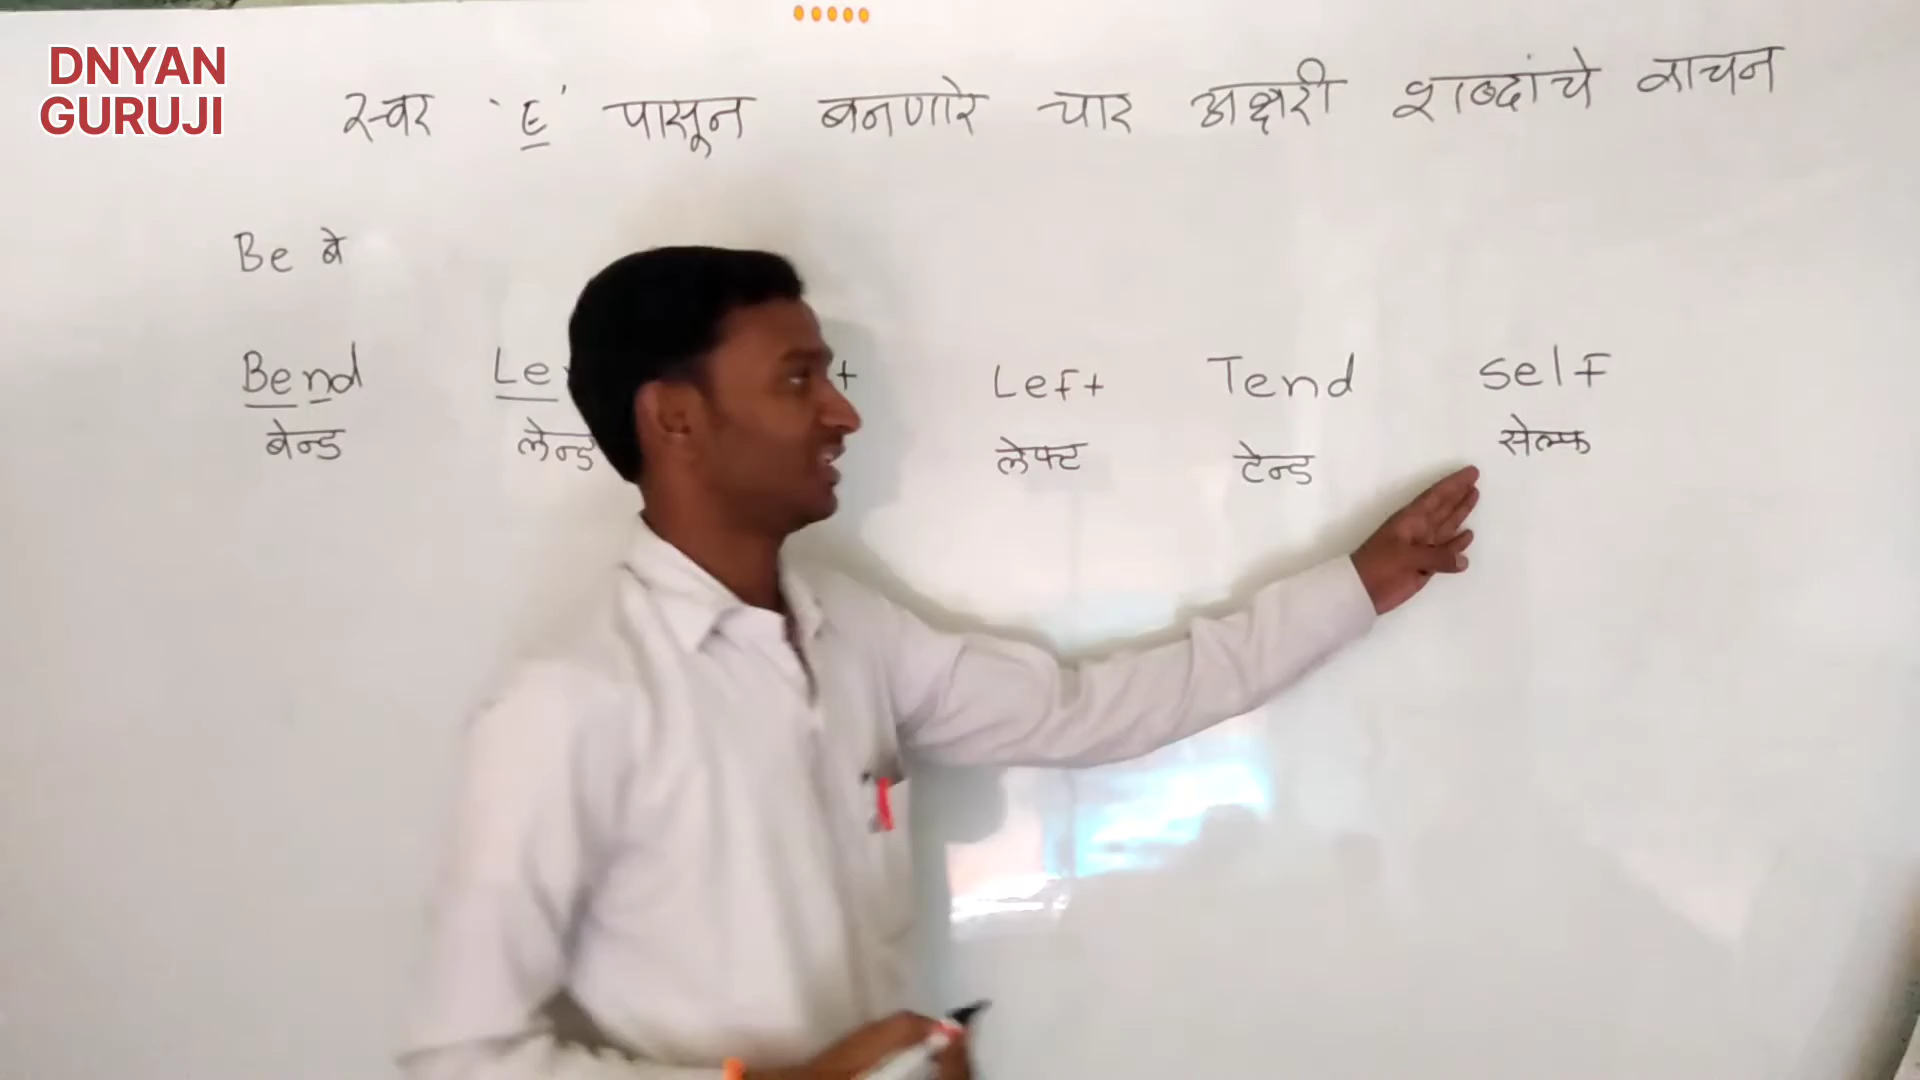 DNYAN
GURUJI
स्वर 'E' पासून बनणारे चार अक्षरी शब्दांचे वाचन
Be बे
Bend Left Tend Self
बेन्ड लेन्ड लेफ्ट टेन्ड सेल्फ